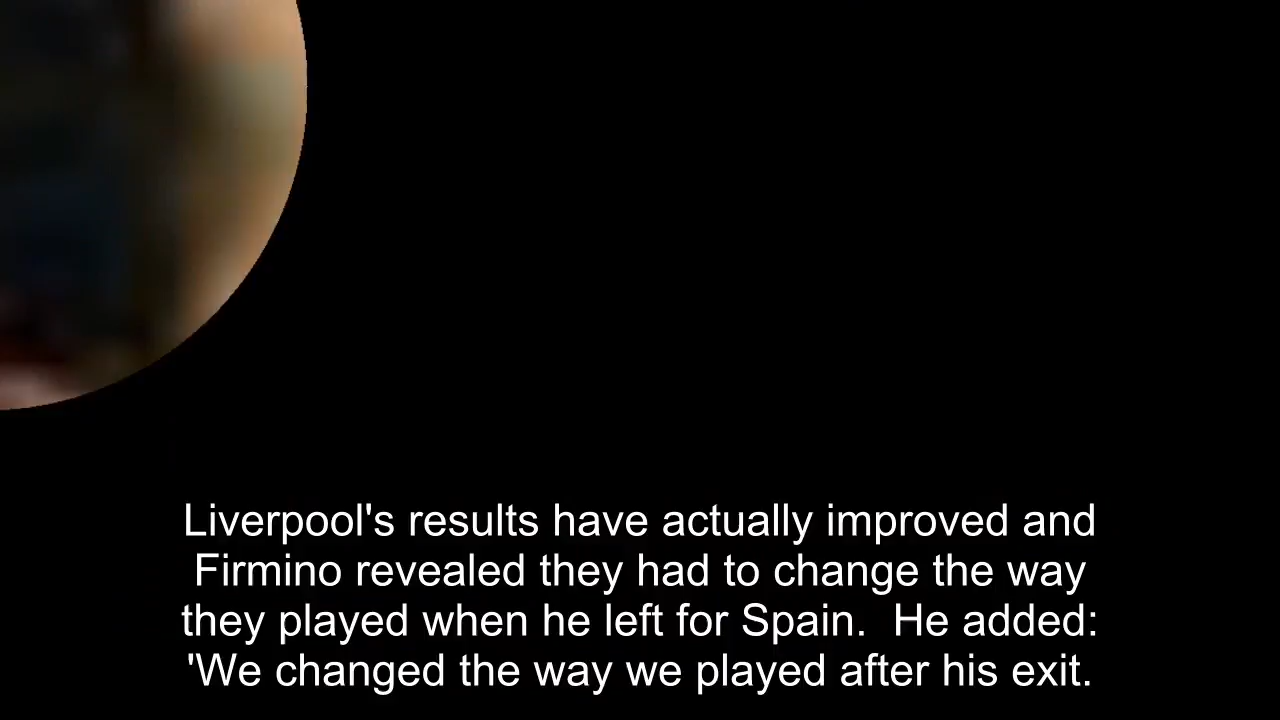 Liverpool's results have actually improved and
Firmino revealed they had to change the way
they played when he left for Spain.  He added:
'We changed the way we played after his exit.